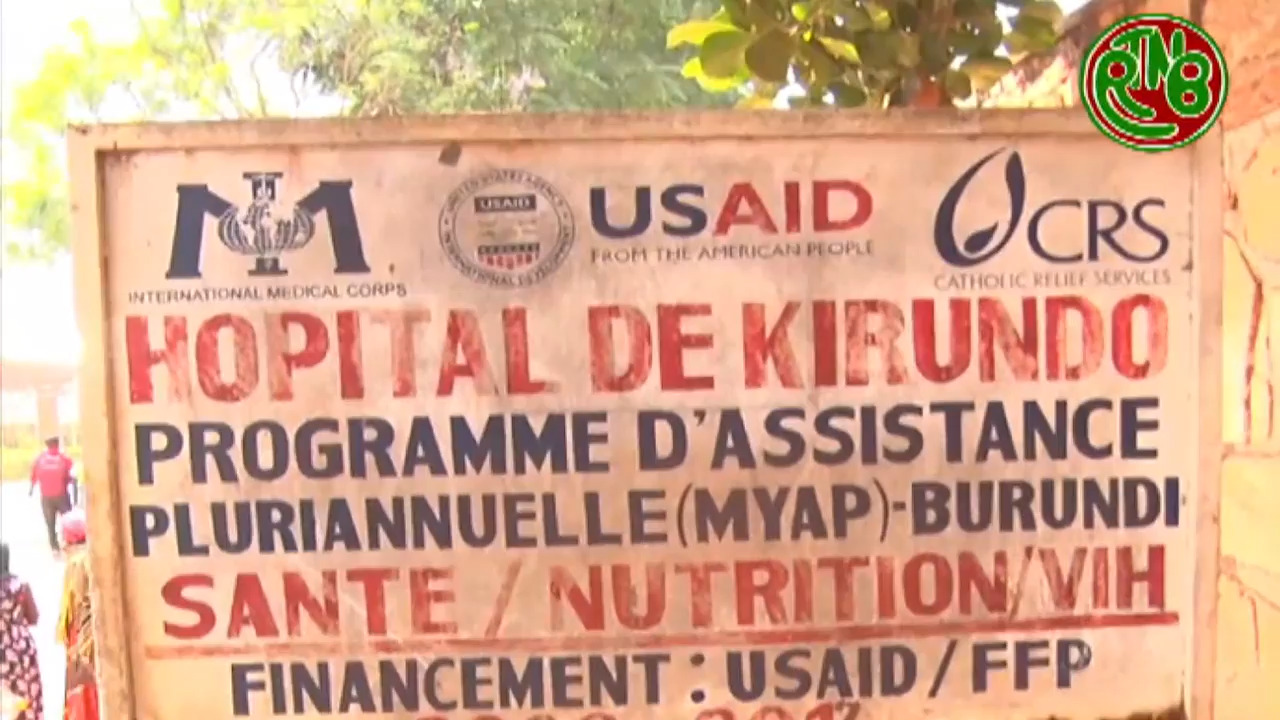 RTNB
INTERNATIONAL MEDICAL CORPS
USAID
USAID
FROM THE AMERICAN PEOPLE
CRS
CATHOLIC RELIEF SERVICES
HOPITAL DE KIRUNDO
PROGRAMME D'ASSISTANCE
PLURIANNUELLE(MYAP)-BURUNDI
SANTE / NUTRITION/VIH
FINANCEMENT : USAID / FFP